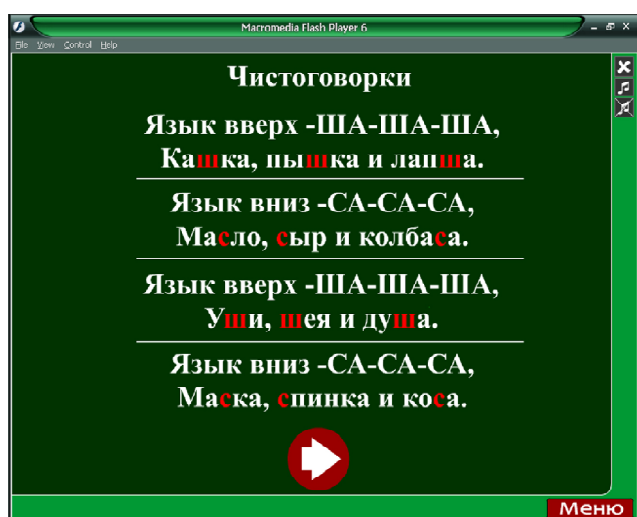 Macromedia Flash Player 6
File View Control Help
Чистоговорки
Язык вверх -ША-ША-ША,
Кашка, пышка и лапша.
Язык вниз -СА-СА-СА,
Масло, сыр и колбаса.
Язык вверх -ША-ША-ША,
Уши, шея и душа.
Язык вниз -СА-СА-СА,
Маска, спинка и коса.
Меню